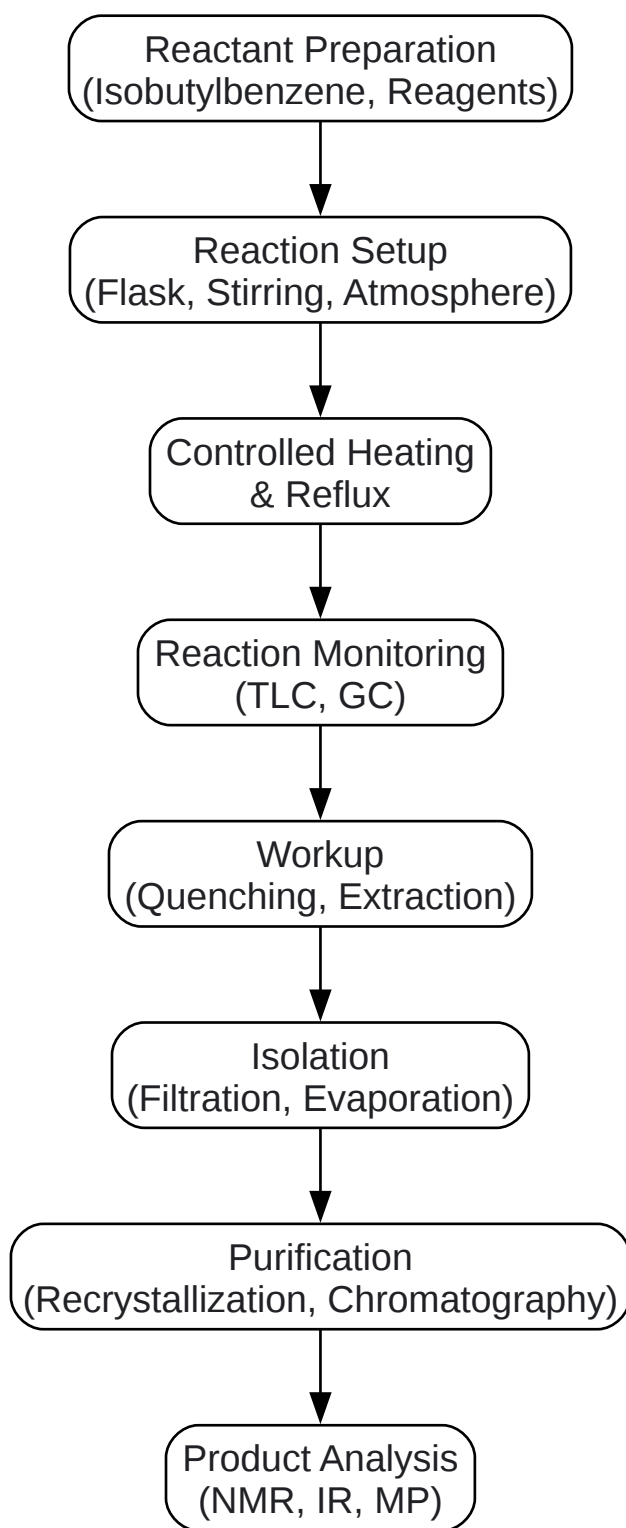 Reactant Preparation
(Isobutylbenzene, Reagents)
Reaction Setup
(Flask, Stirring, Atmosphere)
Controlled Heating
& Reflux
Reaction Monitoring
(TLC, GC)
Workup
(Quenching, Extraction)
Isolation
(Filtration, Evaporation)
Purification
(Recrystallization, Chromatography)
Product Analysis
(NMR, IR, MP)